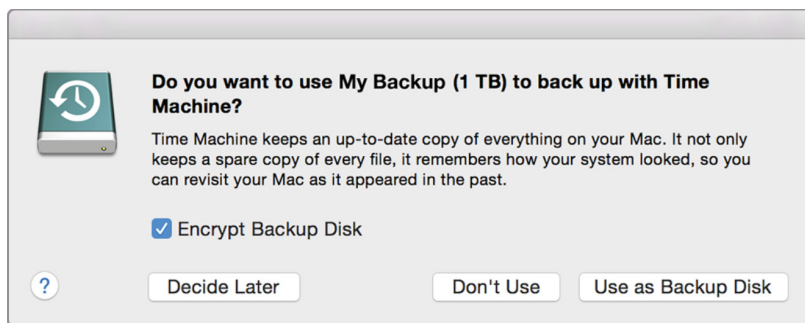 Do you want to use My Backup (1 TB) to back up with Time
Machine?
Time Machine keeps an up-to-date copy of everything on your Mac. It not only
keeps a spare copy of every file, it remembers how your system looked, so you
can revisit your Mac as it appeared in the past.
Encrypt Backup Disk
? Decide Later Don't Use Use as Backup Disk